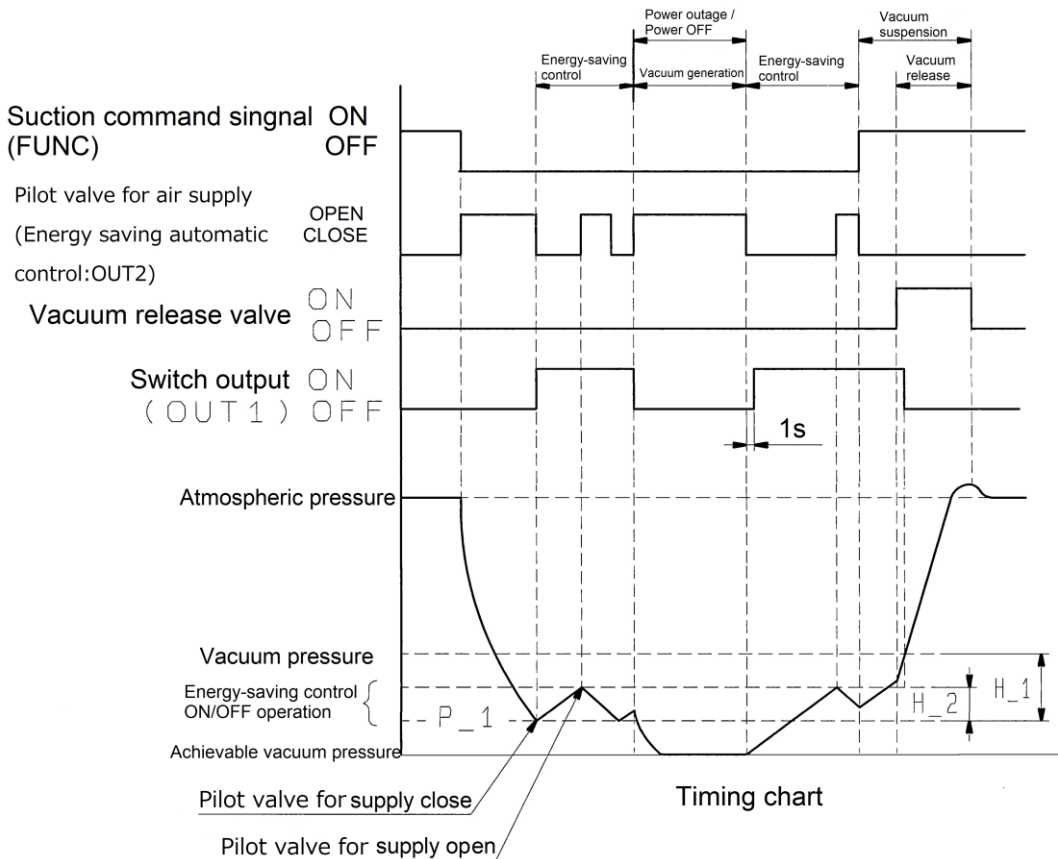 Power outage /
Power OFF
Vacuum
suspension
Energy-saving
control
Vacuum generation
Energy-saving
control
Vacuum
release
Suction command singnal ON
(FUNC) OFF
Pilot valve for air supply
(Energy saving automatic
control:OUT2)
OPEN
CLOSE
Vacuum release valve ON
OFF
Switch output ON
(OUT1) OFF
1s
Atmospheric pressure
Vacuum pressure
Energy-saving control
ON/OFF operation
P_1
H_2
H_1
Achievable vacuum pressure
Pilot valve for supply close
Timing chart
Pilot valve for supply open